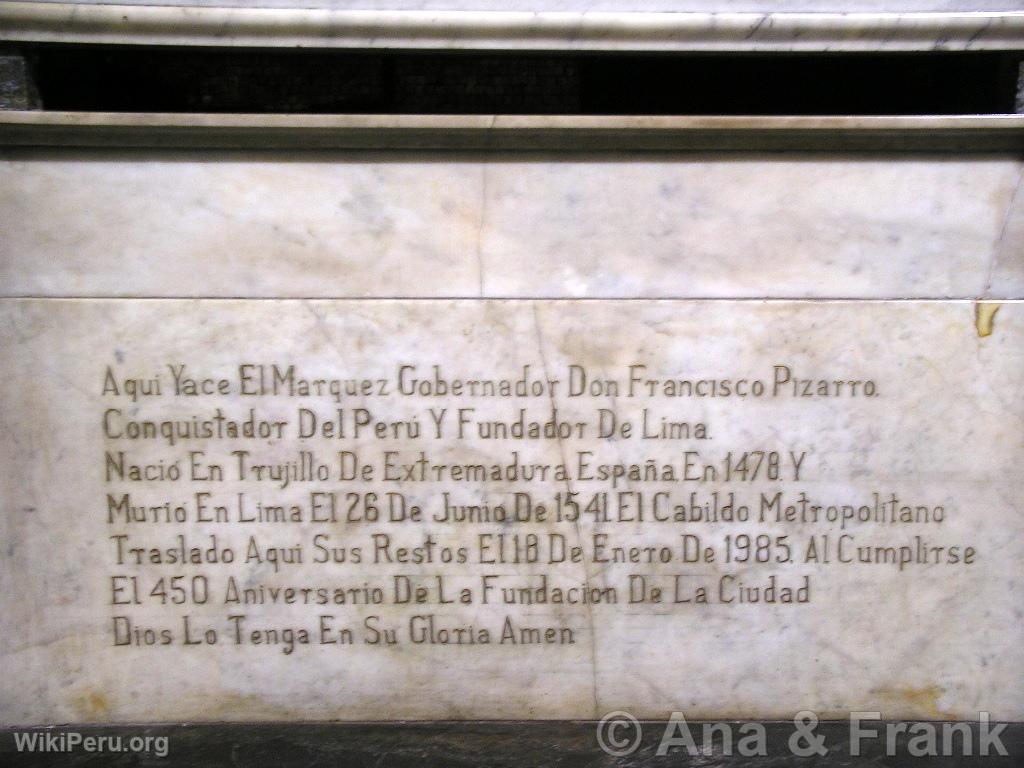 Aqui Yace El Marquez Gobernador Don Francisco Pizarro.
Conquistador Del Perú Y Fundador De Lima.
Nació En Trujillo De Extremadura. España. En 1478. Y
Murió En Lima El 26 De Junio De 1541. El Cabildo Metropolitano
Traslado Aqui Sus Restos El 18 De Enero De 1985. Al Cumplirse
El 450 Aniversario De La Fundacion De La Ciudad
Dios Lo Tenga En Su Gloria Amen.
WikiPeru.org
© Ana & Frank